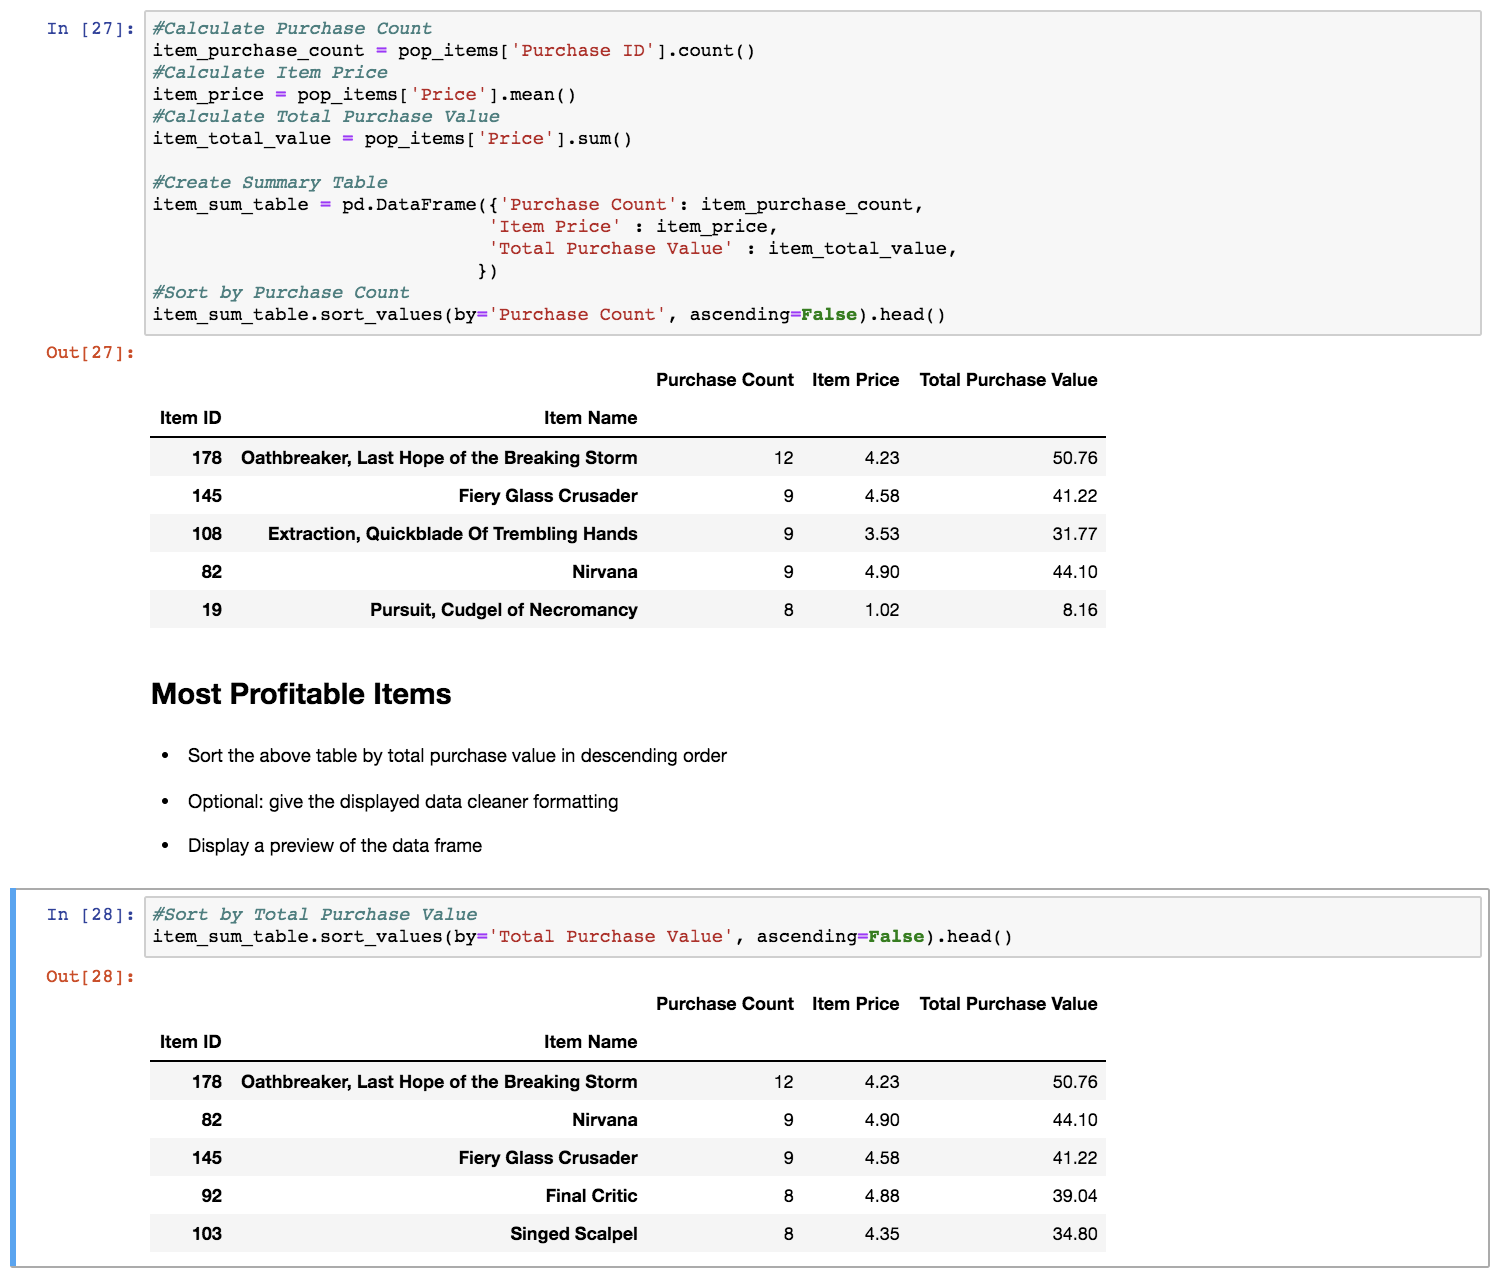 In [27]:
#Calculate Purchase Count
item_purchase_count = pop_items['Purchase ID'].count()
#Calculate Item Price
item_price = pop_items['Price'].mean()
#Calculate Total Purchase Value
item_total_value = pop_items['Price'].sum()
#Create Summary Table
item_sum_table = pd.DataFrame({'Purchase Count': item_purchase_count,
'Item Price' : item_price,
'Total Purchase Value' : item_total_value,
})
#Sort by Purchase Count
item_sum_table.sort_values(by='Purchase Count', ascending=False).head()
Out[27]:
Purchase Count Item Price Total Purchase Value
Item ID Item Name
178 Oathbreaker, Last Hope of the Breaking Storm 12 4.23 50.76
145 Fiery Glass Crusader 9 4.58 41.22
108 Extraction, Quickblade Of Trembling Hands 9 3.53 31.77
82 Nirvana 9 4.90 44.10
19 Pursuit, Cudgel of Necromancy 8 1.02 8.16
Most Profitable Items
• Sort the above table by total purchase value in descending order
• Optional: give the displayed data cleaner formatting
• Display a preview of the data frame
In [28]:
#Sort by Total Purchase Value
item_sum_table.sort_values(by='Total Purchase Value', ascending=False).head()
Out[28]:
Purchase Count Item Price Total Purchase Value
Item ID Item Name
178 Oathbreaker, Last Hope of the Breaking Storm 12 4.23 50.76
82 Nirvana 9 4.90 44.10
145 Fiery Glass Crusader 9 4.58 41.22
92 Final Critic 8 4.88 39.04
103 Singed Scalpel 8 4.35 34.80